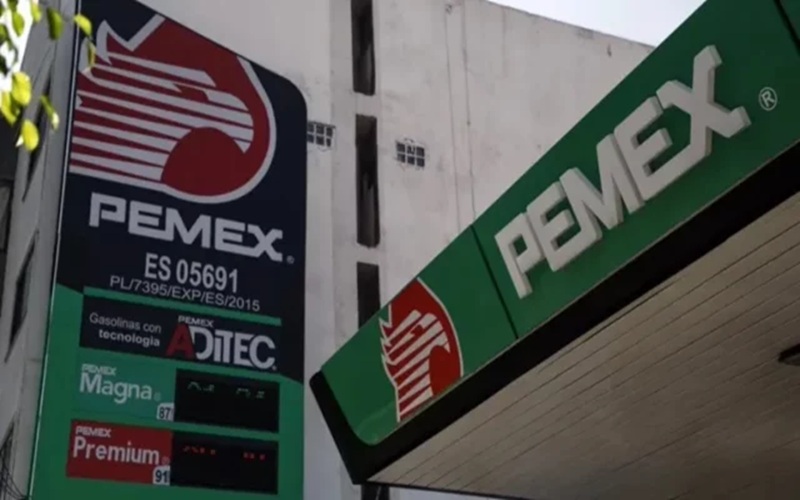 PEMEX®
ES 05691
PL/7395/EXP/ES/2015
Gasolinas con
tecnología
PEMEX
ADiTEC
PEMEX
Magna
87
PEMEX
Premium
91
PEMEX®